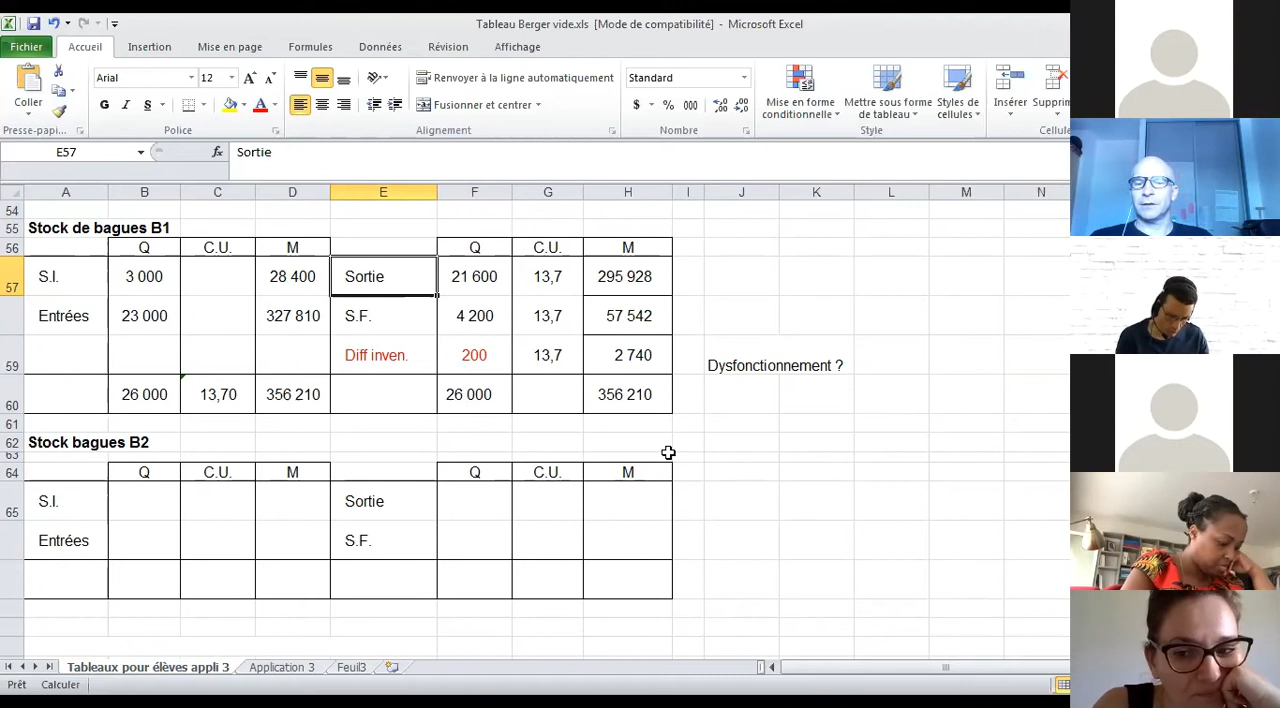 Tableau Berger vide.xls [Mode de compatibilité] - Microsoft Excel
Fichier Accueil Insertion Mise en page Formules Données Révision Affichage
Coller
Arial 12
G I S
Renvoyer à la ligne automatiquement
Fusionner et centrer
Standard
$ % 000
Mise en forme conditionnelle
Mettre sous forme de tableau
Styles de cellules
Insérer
Supprim
Presse-papi... Police Alignement Nombre Style Cellule
E57 fx Sortie
A B C D E F G H I J K L M N
54
55 Stock de bagues B1
56 Q C.U. M Q C.U. M
57 S.I. 3 000 28 400 Sortie 21 600 13,7 295 928
Entrées 23 000 327 810 S.F. 4 200 13,7 57 542
59 Diff inven. 200 13,7 2 740 Dysfonctionnement ?
60 26 000 13,70 356 210 26 000 356 210
61
62 Stock bagues B2
63
64 Q C.U. M Q C.U. M
65 S.I. Sortie
Entrées S.F.
Tableaux pour élèves appli 3 Application 3 Feuil3
Prêt Calculer